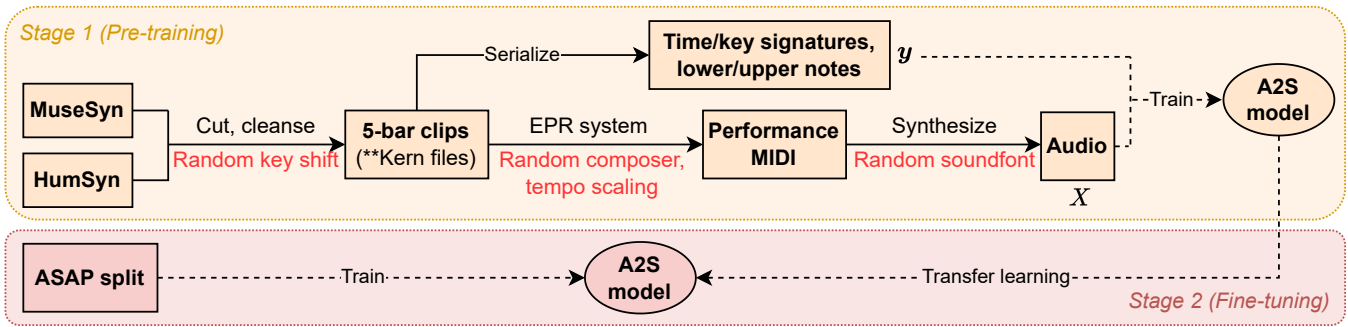 Stage 1 (Pre-training)
MuseSyn
HumSyn
Cut, cleanse
Random key shift
5-bar clips
(**Kern files)
Serialize
Time/key signatures,
lower/upper notes
y
EPR system
Random composer,
tempo scaling
Performance
MIDI
Synthesize
Random soundfont
Audio
X
Train
A2S
model
ASAP split
Train
A2S
model
Transfer learning
Stage 2 (Fine-tuning)